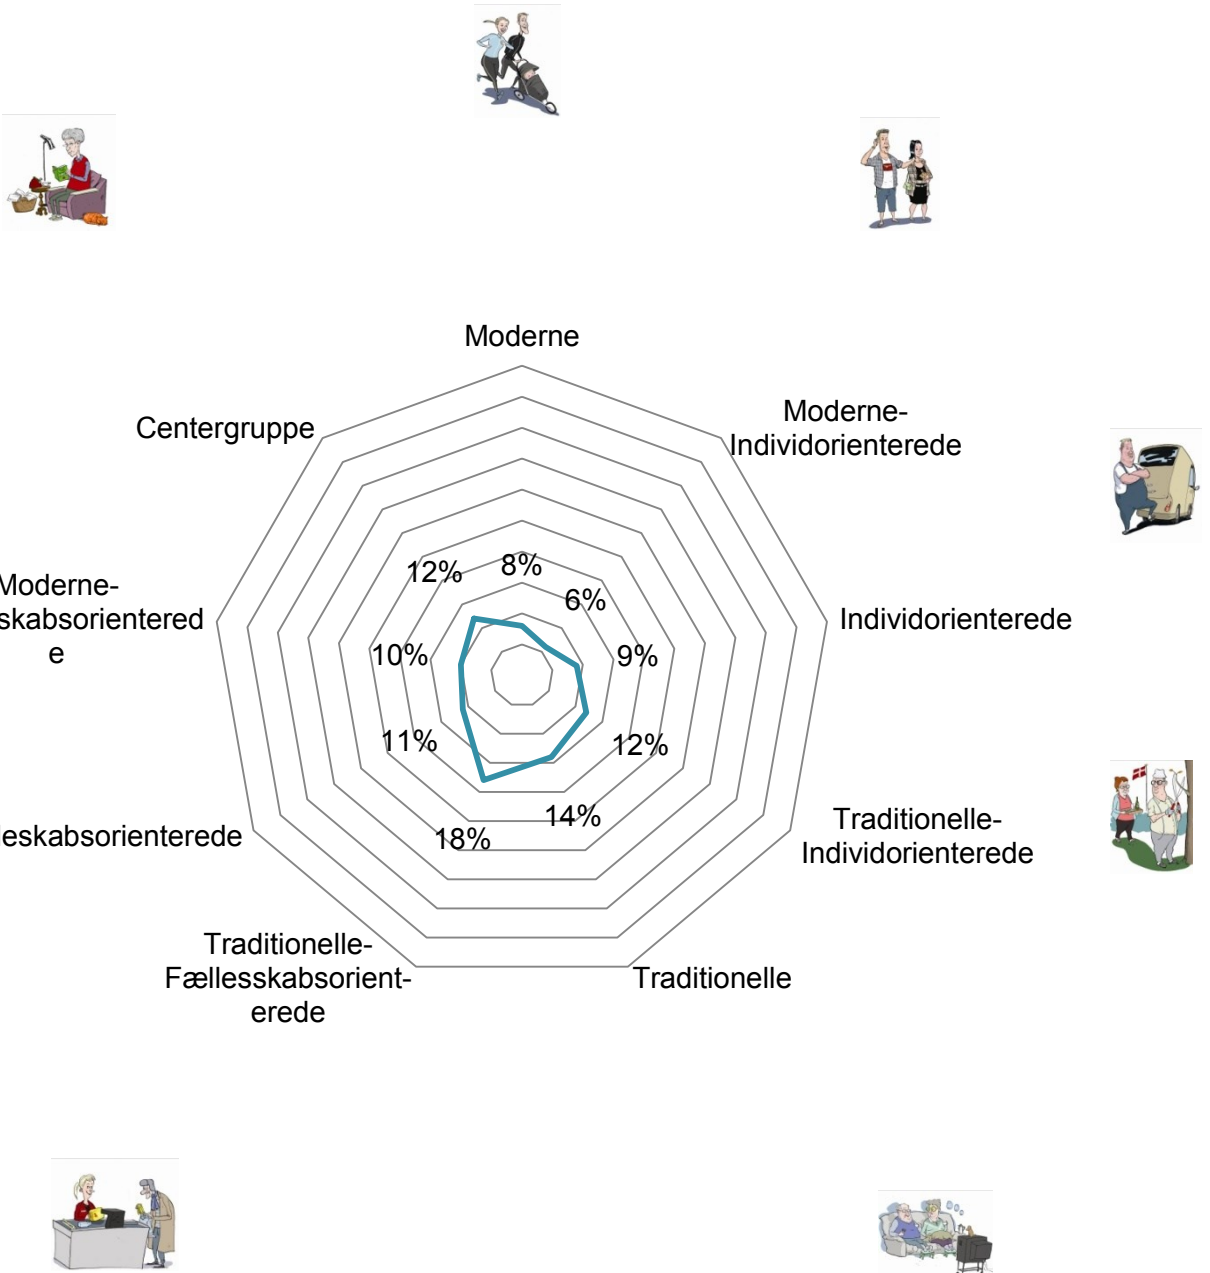 Moderne
Moderne-
Individorienterede
Centergruppe
12%
8%
6%
Moderne-
skabsorientered
e
Individorienterede
10%
9%
11%
12%
14%
18%
leskabsorienterede
Traditionelle-
Individorienterede
Traditionelle-
Fællesskabsorient-
erede
Traditionelle